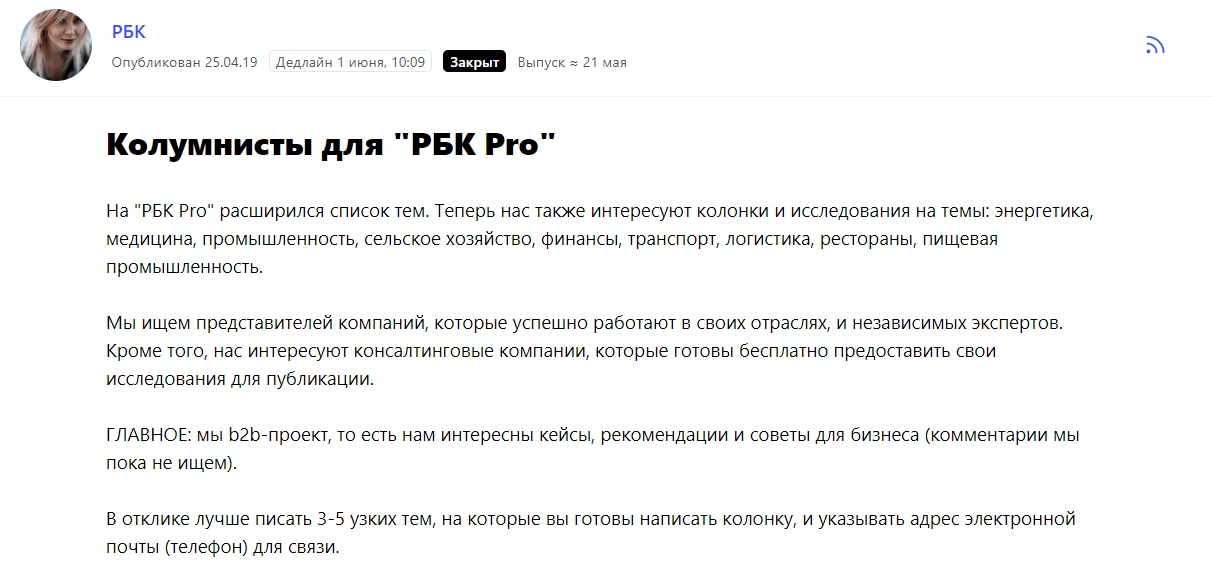 РБК
Опубликован 25.04.19 Дедлайн 1 июня, 10:09 Закрыт Выпуск ≈ 21 мая
Колумнисты для "РБК Pro"
На "РБК Pro" расширился список тем. Теперь нас также интересуют колонки и исследования на темы: энергетика,
медицина, промышленность, сельское хозяйство, финансы, транспорт, логистика, рестораны, пищевая
промышленность.
Мы ищем представителей компаний, которые успешно работают в своих отраслях, и независимых экспертов.
Кроме того, нас интересуют консалтинговые компании, которые готовы бесплатно предоставить свои
исследования для публикации.
ГЛАВНОЕ: мы b2b-проект, то есть нам интересны кейсы, рекомендации и советы для бизнеса (комментарии мы
пока не ищем).
В отклике лучше писать 3-5 узких тем, на которые вы готовы написать колонку, и указывать адрес электронной
почты (телефон) для связи.